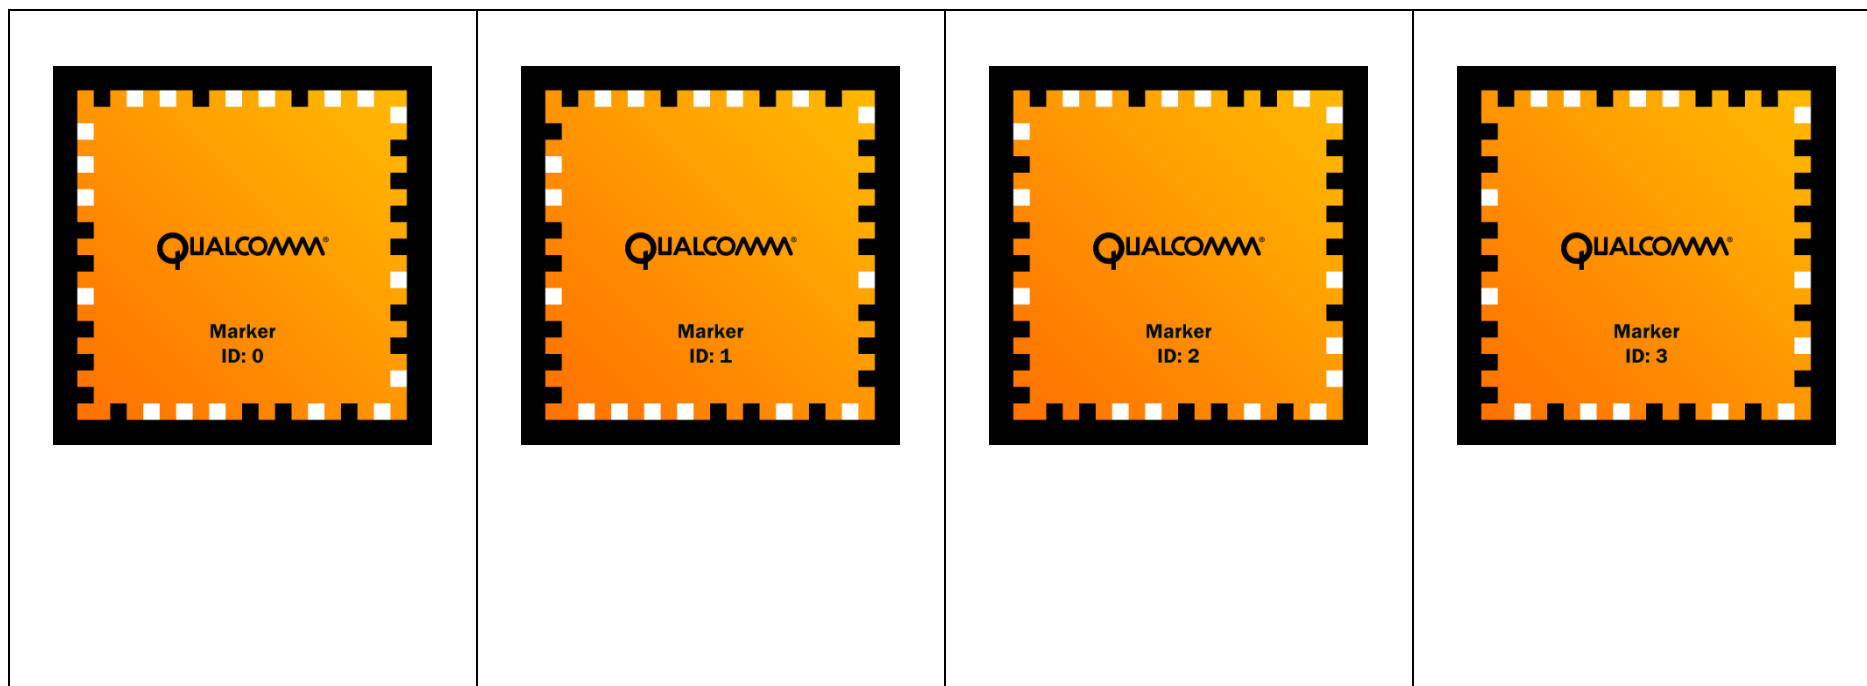 QUALCOMM®
Marker
ID: 0
QUALCOMM®
Marker
ID: 1
QUALCOMM®
Marker
ID: 2
QUALCOMM®
Marker
ID: 3